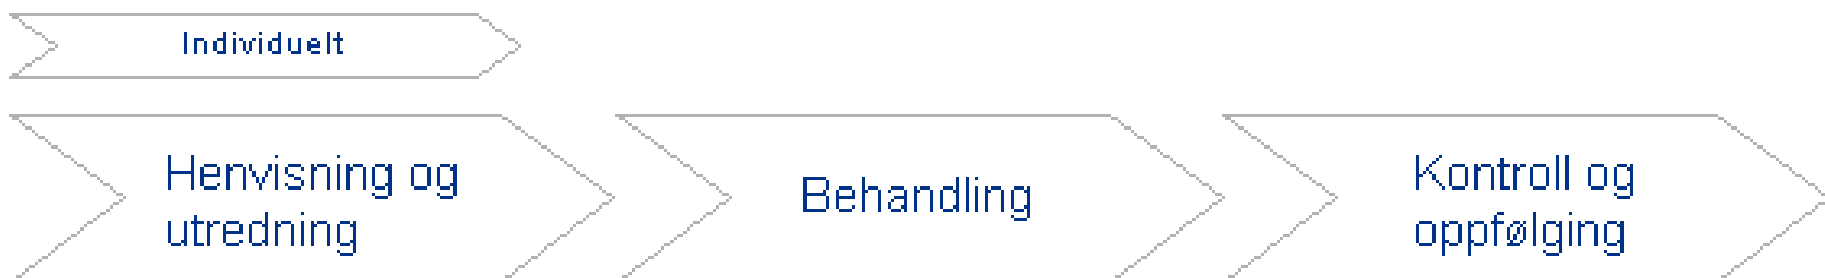 Individuelt
Henvisning og
utredning
Behandling
Kontroll og
oppfølging